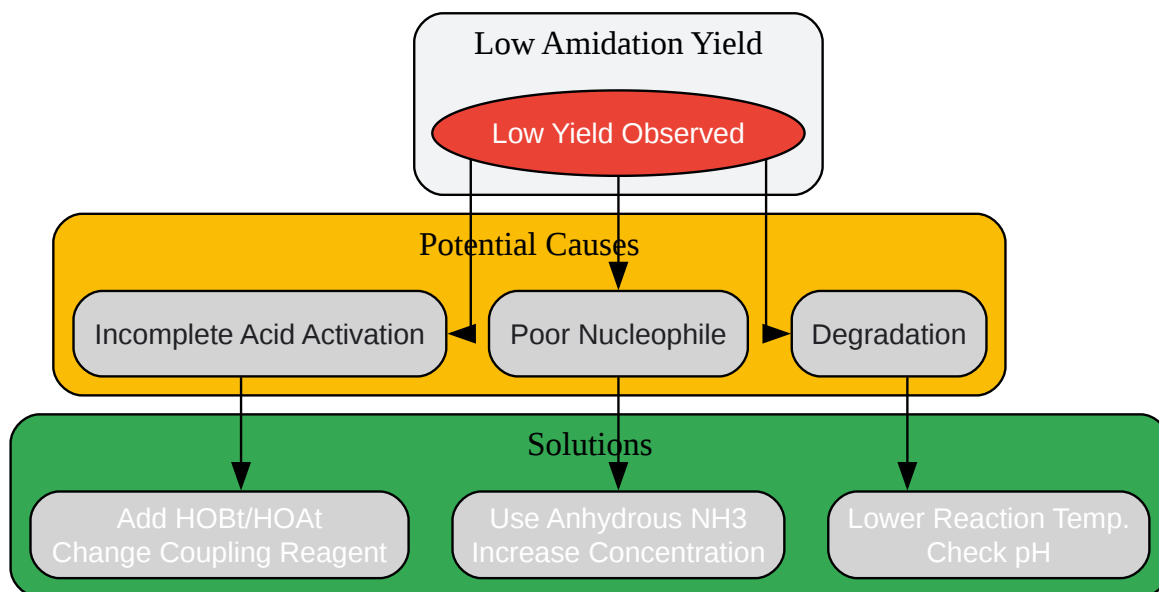 Low Amidation Yield
Low Yield Observed
Potential Causes
Incomplete Acid Activation
Poor Nucleophile
Degradation
Solutions
Add HOBt/HOAt
Change Coupling Reagent
Use Anhydrous NH3
Increase Concentration
Lower Reaction Temp.
Check pH